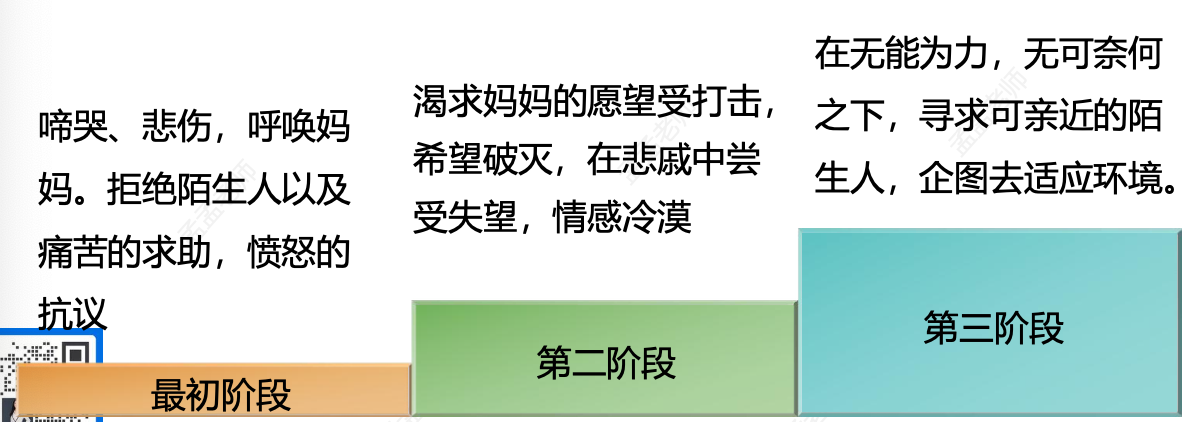 啼哭、悲伤，呼唤妈
妈。拒绝陌生人以及
痛苦的求助，愤怒的
抗议
最初阶段
渴求妈妈的愿望受打击，
希望破灭，在悲戚中尝
受失望，情感冷漠
第二阶段
在无能为力，无可奈何
之下，寻求可亲近的陌
生人，企图去适应环境。
第三阶段